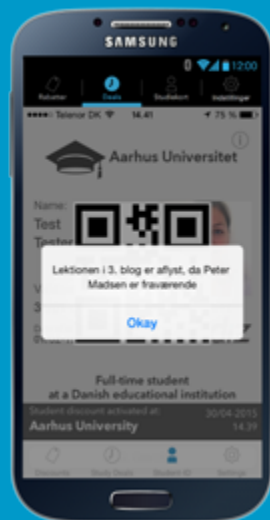 SAMSUNG
12:00
Rabatter Deals Studiekort Indstillinger
Telenor DK 14.41 75 %
Aarhus Universitet
Name:
Test
Tester
Lektionen i 3. blog er aflyst, da Peter
Madsen er fraværende
Okay
Full-time student
at a Danish educational institution
Student discount activated at: 30/04-2015
Aarhus University 14.39
Discounts Study Deals Student ID Settings